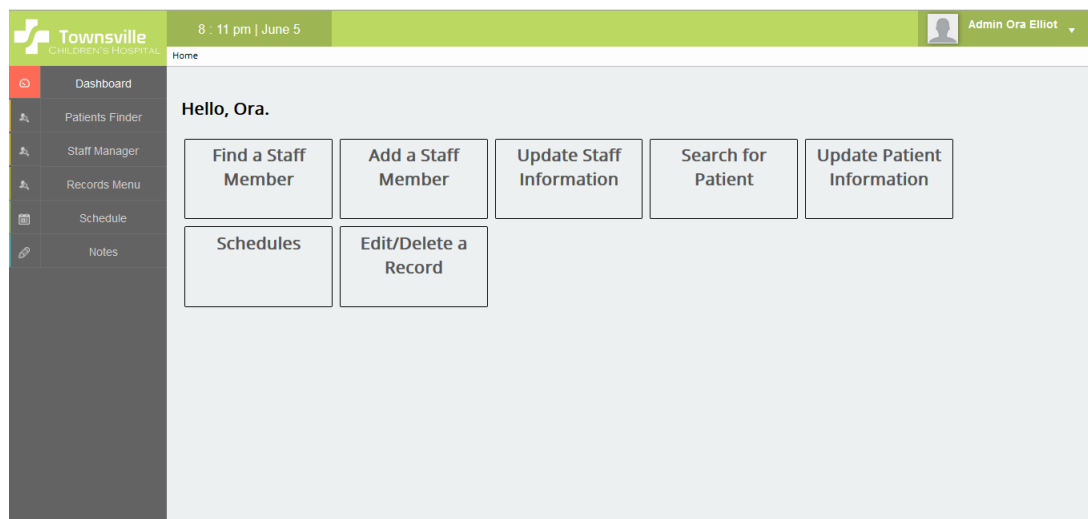 Townsville
CHILDREN'S HOSPITAL
8 : 11 pm | June 5
Admin Ora Elliot
Home
Dashboard
Patients Finder
Staff Manager
Records Menu
Schedule
Notes
Hello, Ora.
Find a Staff
Member
Add a Staff
Member
Update Staff
Information
Search for
Patient
Update Patient
Information
Schedules
Edit/Delete a
Record